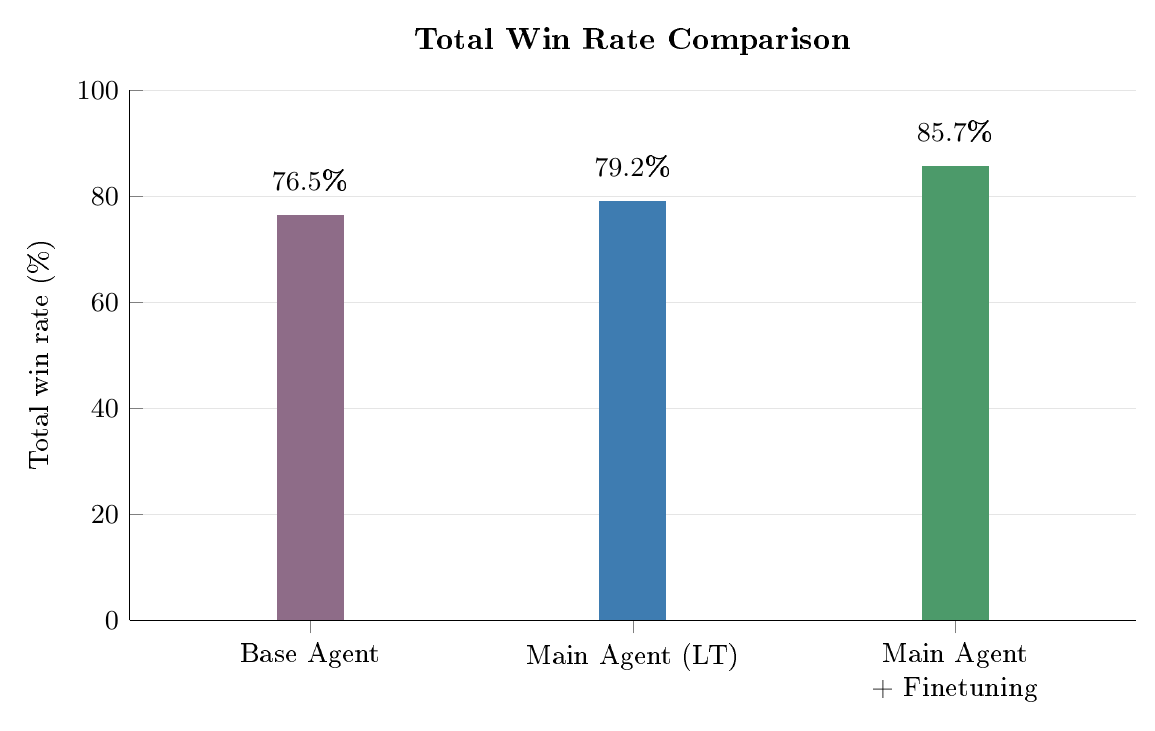 Total Win Rate Comparison
100
80
60
40
20
0
Total win rate (%)
76.5%
79.2%
85.7%
Base Agent
Main Agent (LT)
Main Agent
+ Finetuning